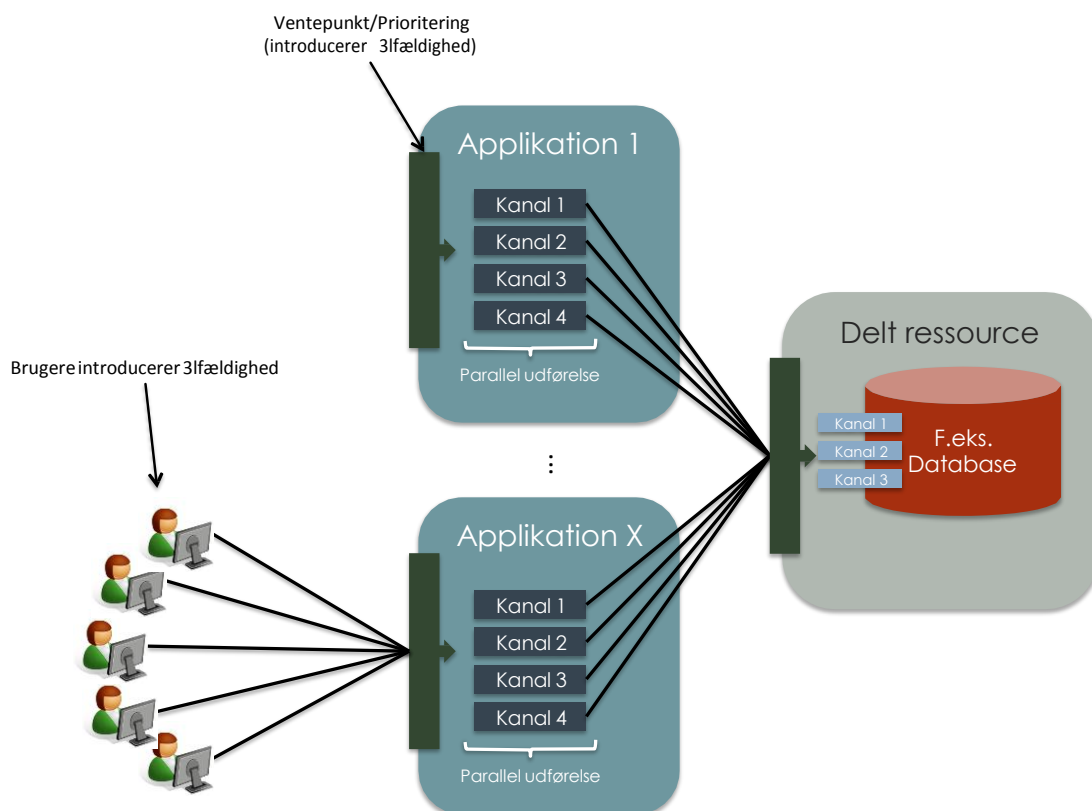 Ventepunkt/Prioritering
(introducerer 3lfældighed)
Applikation 1
Kanal 1
Kanal 2
Kanal 3
Kanal 4
Parallel udførelse
Delt ressource
Kanal 1
Kanal 2
Kanal 3
F.eks.
Database
Brugere introducerer 3lfældighed
...
Applikation X
Kanal 1
Kanal 2
Kanal 3
Kanal 4
Parallel udførelse